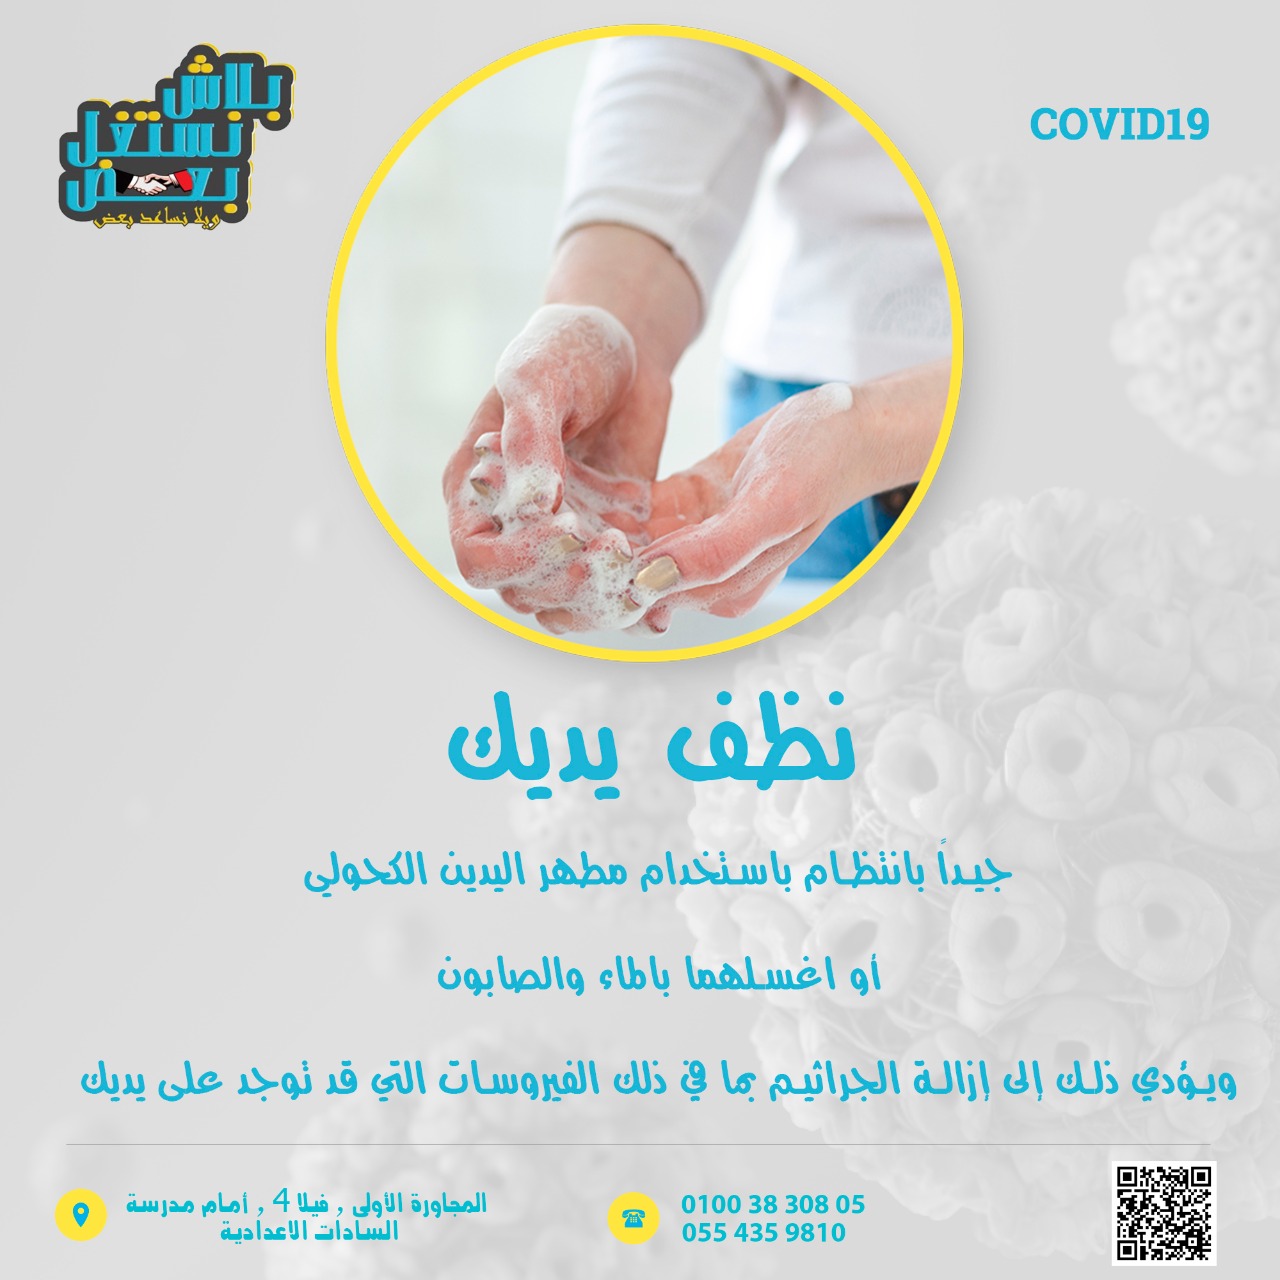 بلاش
نستغل
بعض
ويلا نساعد بعض
COVID19
نظف يديك
جيداً بانتظام باستخدام مطهر اليدين الكحولي
أو اغسلهما بالماء والصابون
ويؤدي ذلك إلى إزالة الجراثيم بما في ذلك الفيروسات التي قد توجد على يديك
المجاورة الأولى , فيلا 4 , أمام مدرسة
السادات الاعدادية
0100 38 308 05
055 435 9810